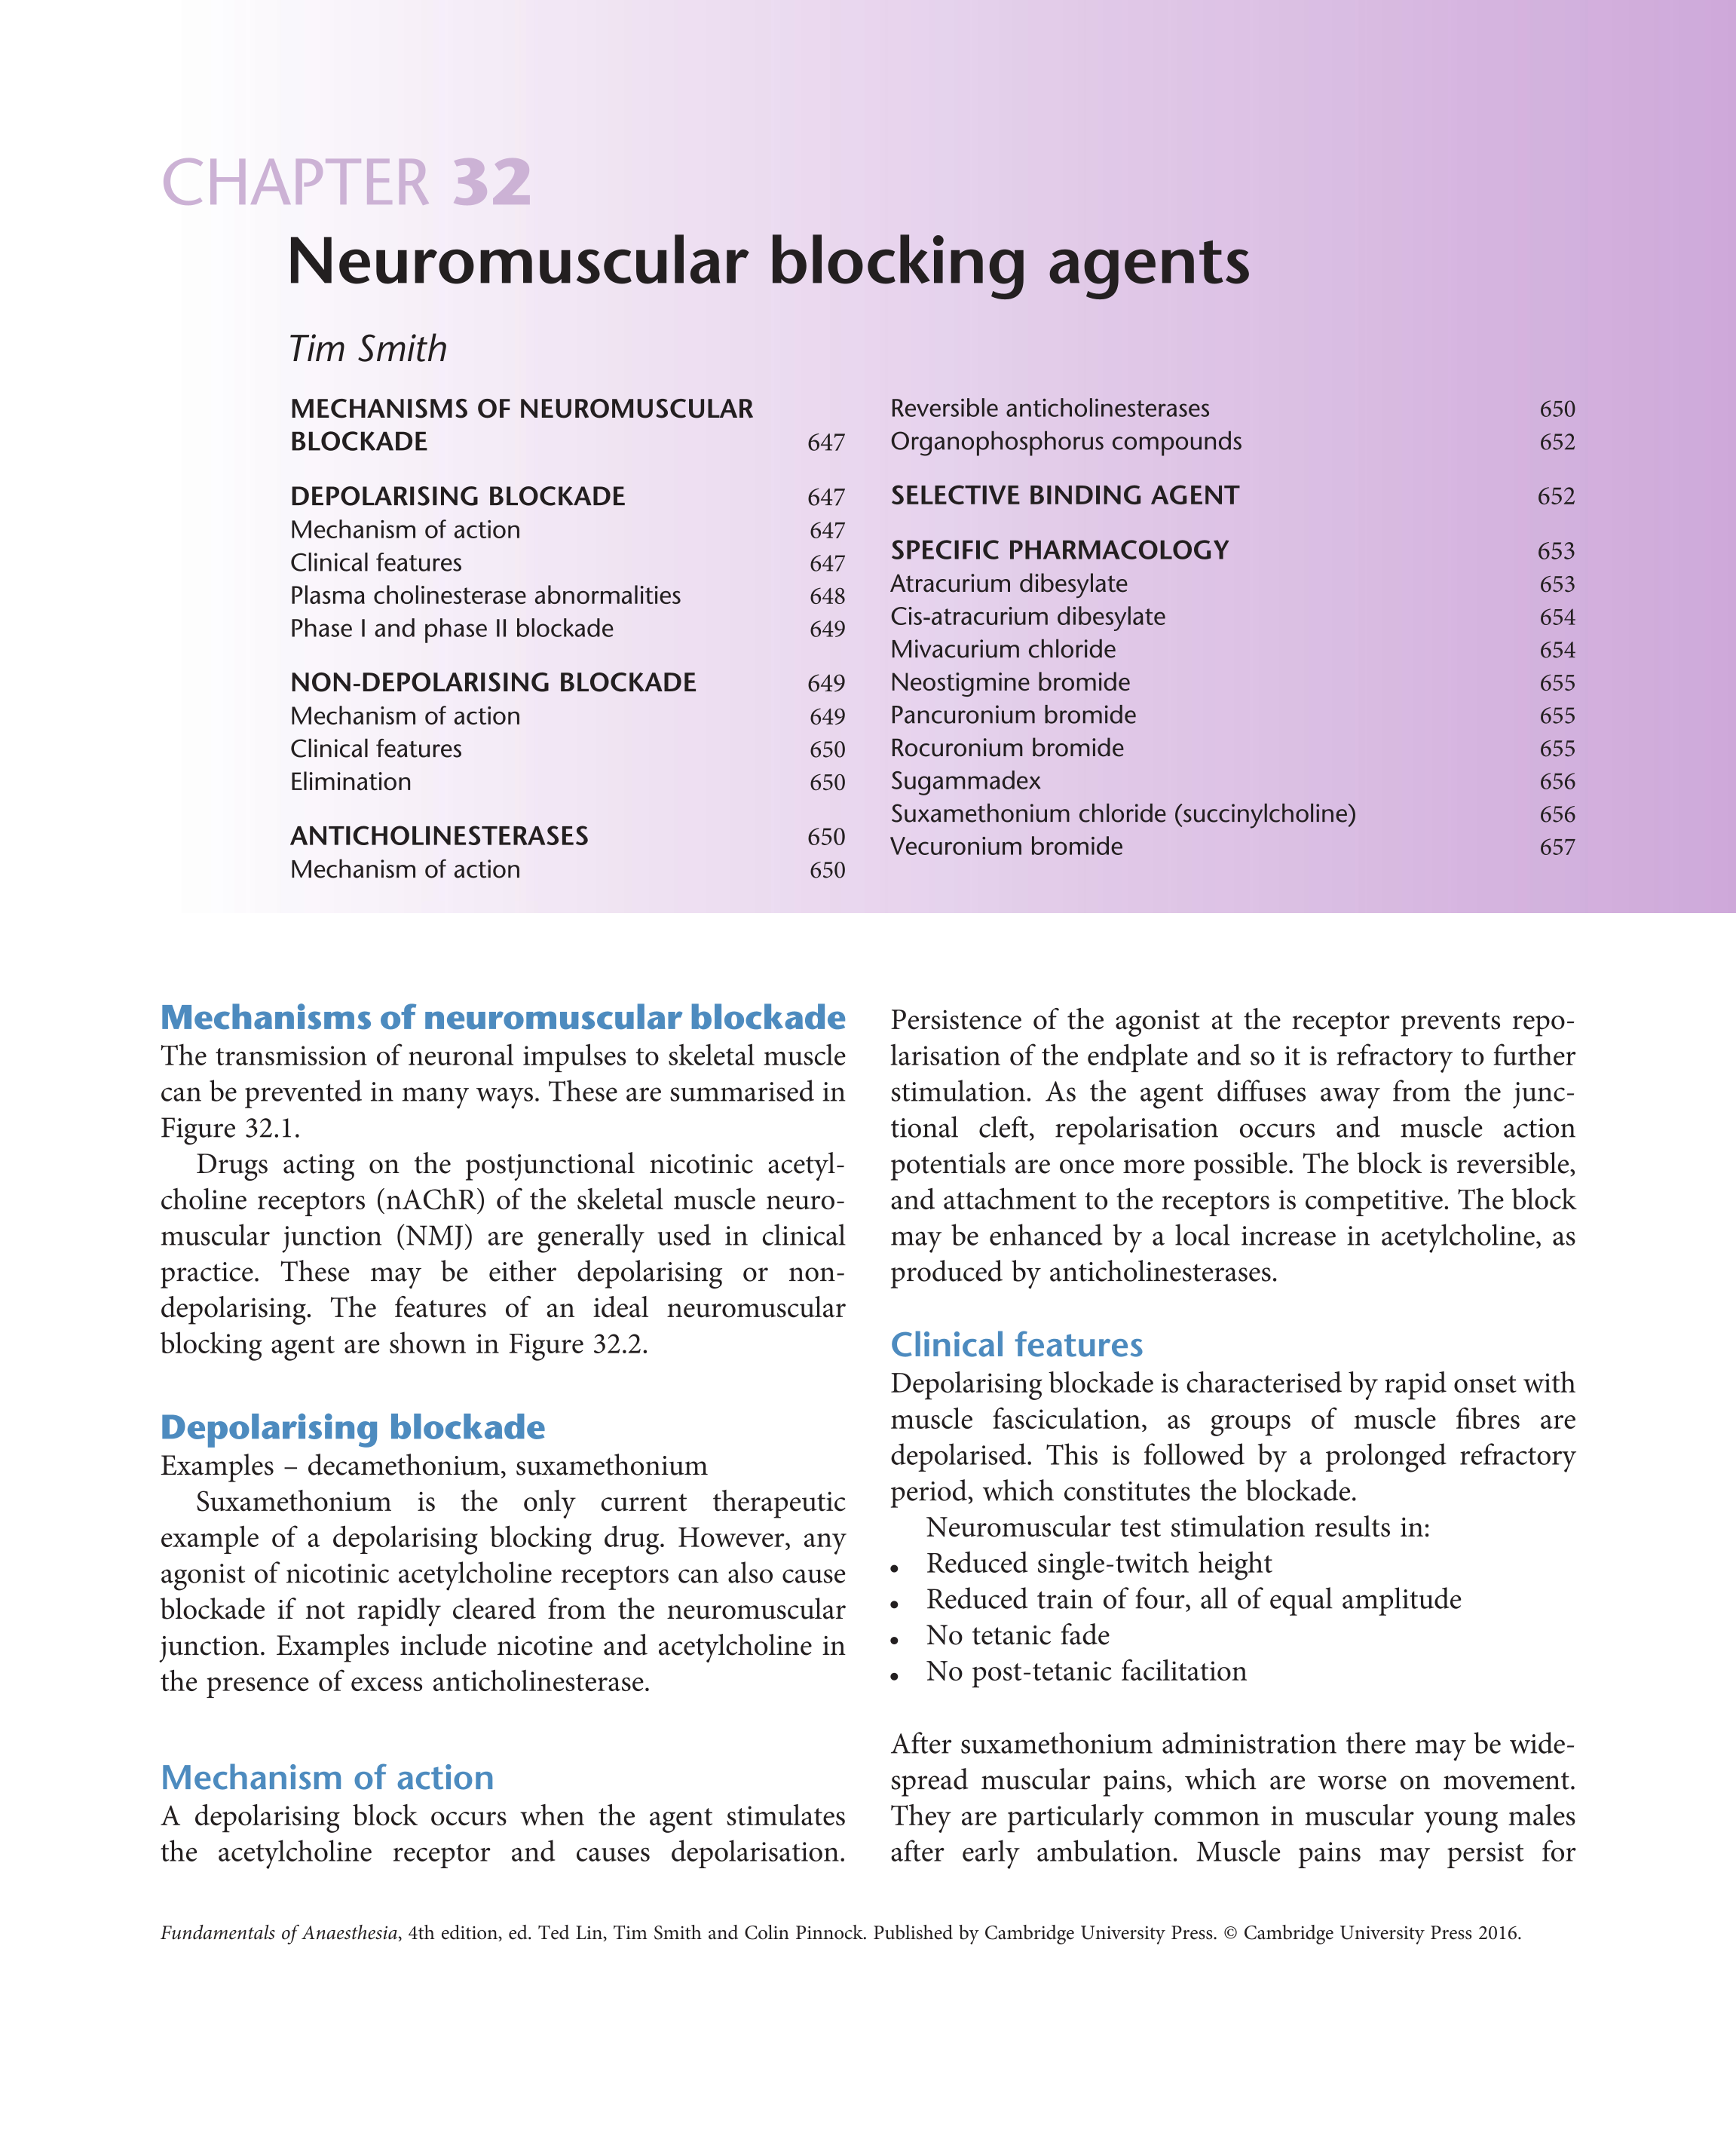 CHAPTER 32
Neuromuscular blocking agents
Tim Smith
MECHANISMS OF NEUROMUSCULAR
BLOCKADE 647
DEPOLARISING BLOCKADE 647
Mechanism of action 647
Clinical features 647
Plasma cholinesterase abnormalities 648
Phase I and phase II blockade 649
NON-DEPOLARISING BLOCKADE 649
Mechanism of action 649
Clinical features 650
Elimination 650
ANTICHOLINESTERASES 650
Mechanism of action 650
Reversible anticholinesterases 650
Organophosphorus compounds 652
SELECTIVE BINDING AGENT 652
SPECIFIC PHARMACOLOGY 653
Atracurium dibesylate 653
Cis-atracurium dibesylate 654
Mivacurium chloride 654
Neostigmine bromide 655
Pancuronium bromide 655
Rocuronium bromide 655
Sugammadex 656
Suxamethonium chloride (succinylcholine) 656
Vecuronium bromide 657
Mechanisms of neuromuscular blockade
The transmission of neuronal impulses to skeletal muscle
can be prevented in many ways. These are summarised in
Figure 32.1.
Drugs acting on the postjunctional nicotinic acetyl-
choline receptors (nAChR) of the skeletal muscle neuro-
muscular junction (NMJ) are generally used in clinical
practice. These may be either depolarising or non-
depolarising. The features of an ideal neuromuscular
blocking agent are shown in Figure 32.2.
Depolarising blockade
Examples – decamethonium, suxamethonium
Suxamethonium is the only current therapeutic
example of a depolarising blocking drug. However, any
agonist of nicotinic acetylcholine receptors can also cause
blockade if not rapidly cleared from the neuromuscular
junction. Examples include nicotine and acetylcholine in
the presence of excess anticholinesterase.
Mechanism of action
A depolarising block occurs when the agent stimulates
the acetylcholine receptor and causes depolarisation.
Persistence of the agonist at the receptor prevents repo-
larisation of the endplate and so it is refractory to further
stimulation. As the agent diffuses away from the junc-
tional cleft, repolarisation occurs and muscle action
potentials are once more possible. The block is reversible,
and attachment to the receptors is competitive. The block
may be enhanced by a local increase in acetylcholine, as
produced by anticholinesterases.
Clinical features
Depolarising blockade is characterised by rapid onset with
muscle fasciculation, as groups of muscle fibres are
depolarised. This is followed by a prolonged refractory
period, which constitutes the blockade.
Neuromuscular test stimulation results in:
• Reduced single-twitch height
• Reduced train of four, all of equal amplitude
• No tetanic fade
• No post-tetanic facilitation
After suxamethonium administration there may be wide-
spread muscular pains, which are worse on movement.
They are particularly common in muscular young males
after early ambulation. Muscle pains may persist for
Fundamentals of Anaesthesia, 4th edition, ed. Ted Lin, Tim Smith and Colin Pinnock. Published by Cambridge University Press. © Cambridge University Press 2016.